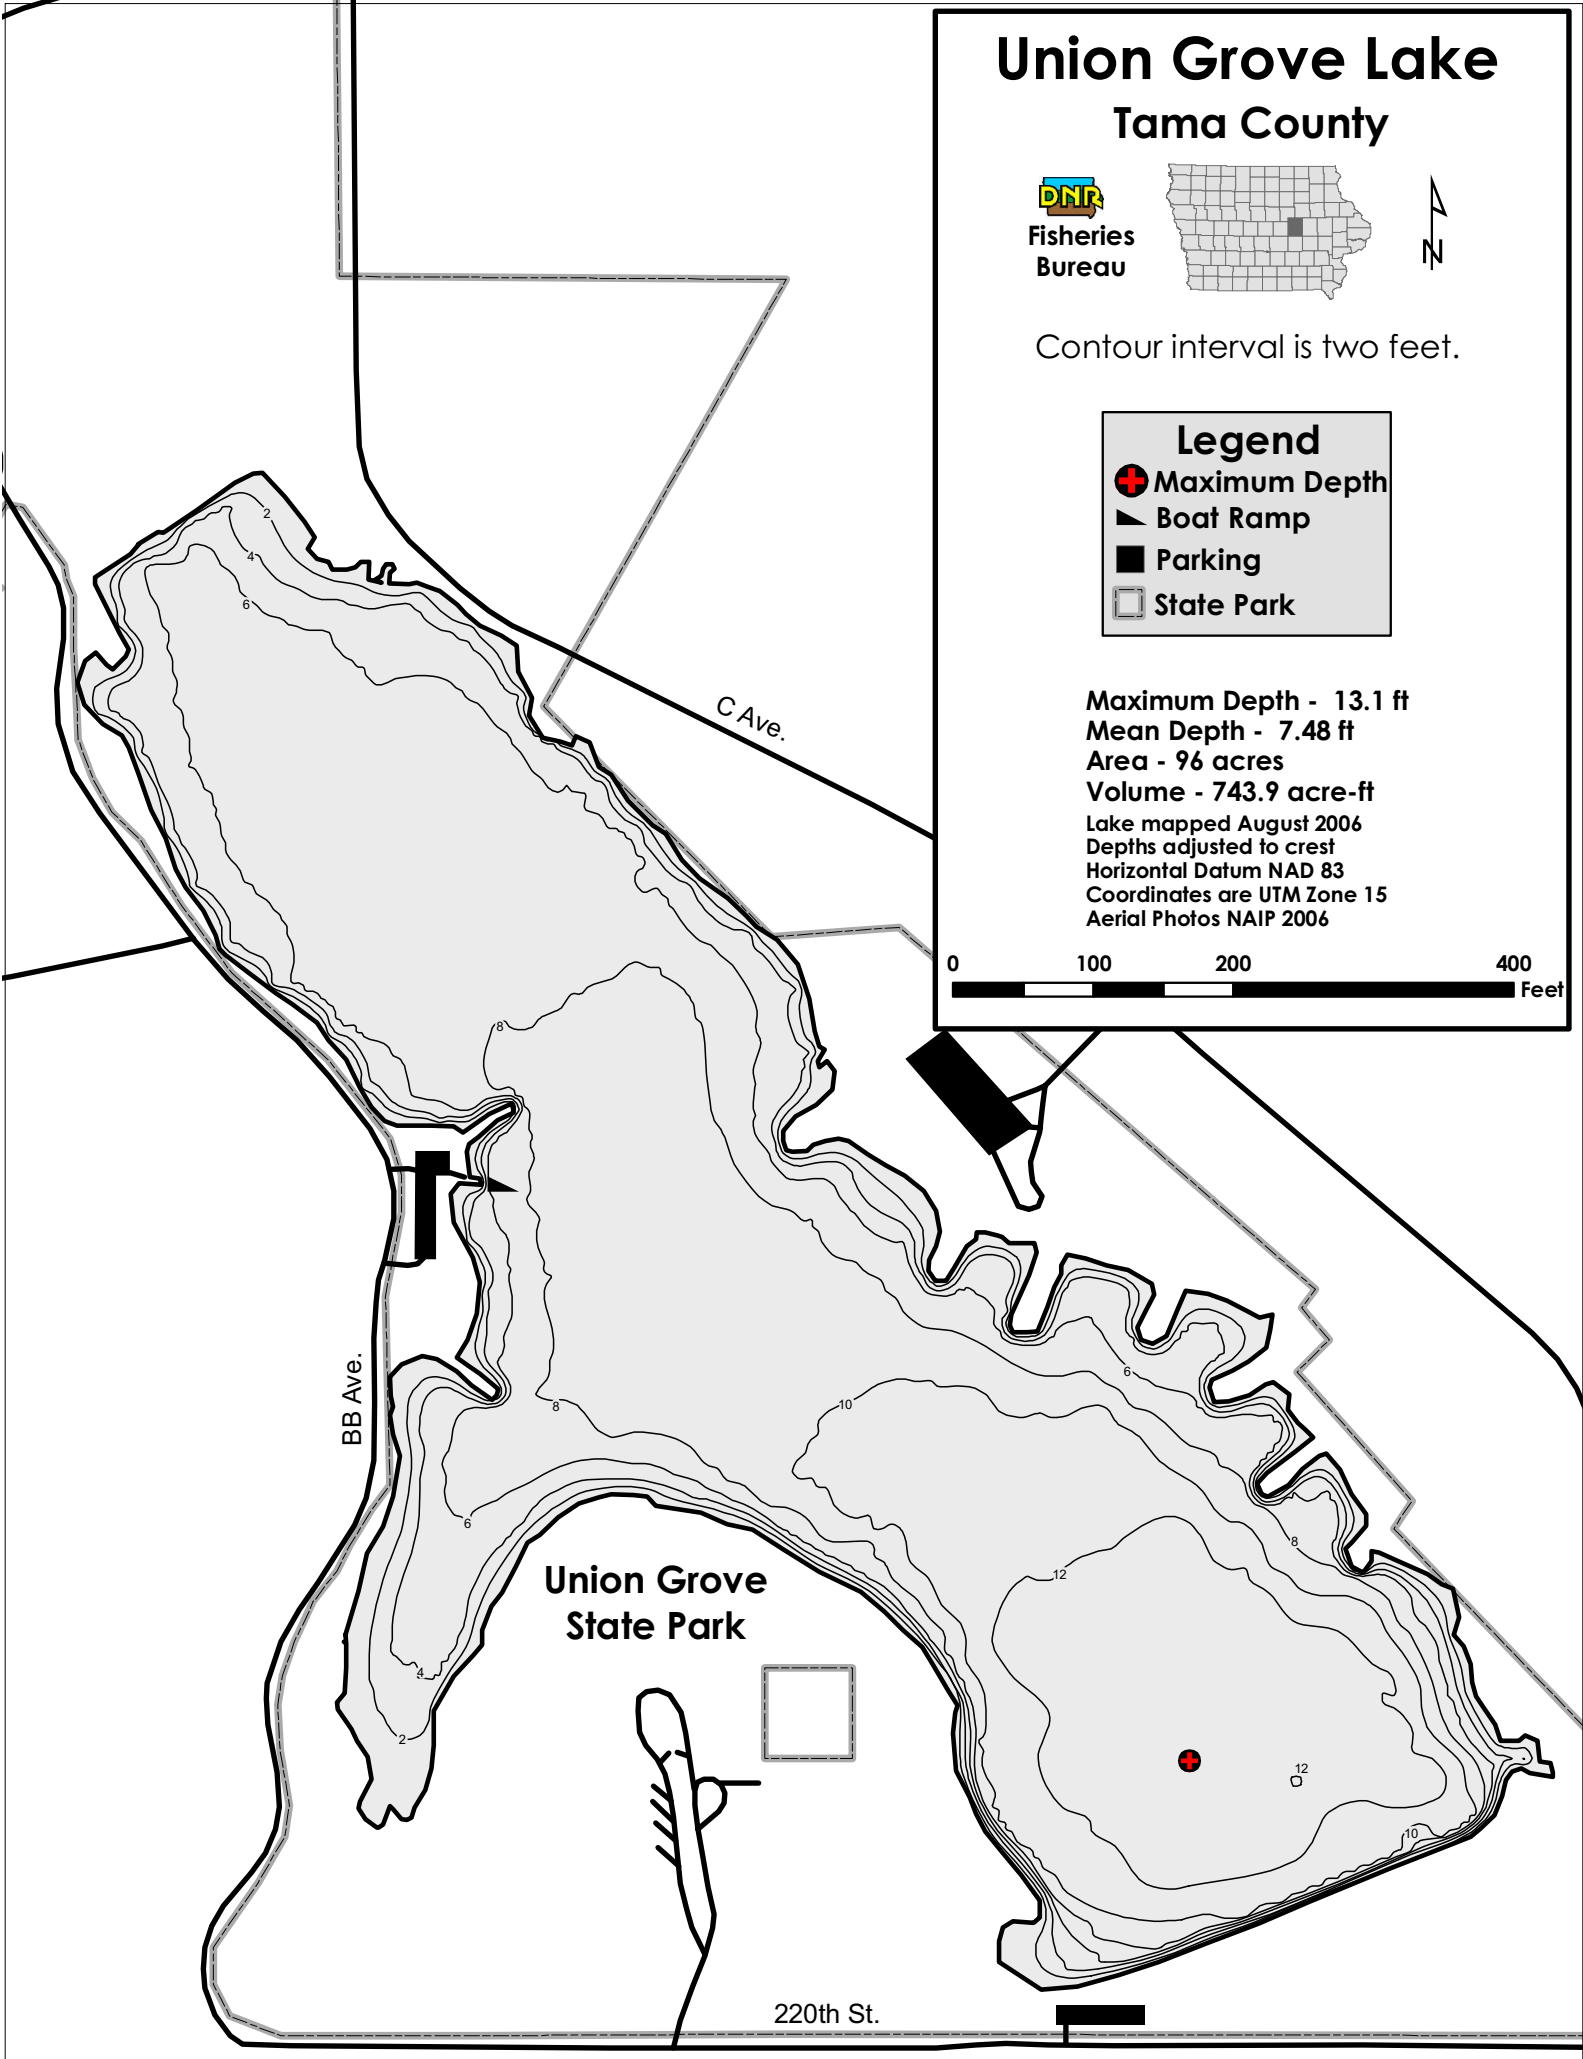 Union Grove Lake
Tama County
DNR
Fisheries
Bureau
N
Contour interval is two feet.
Legend
Maximum Depth
Boat Ramp
Parking
State Park
Maximum Depth - 13.1 ft
Mean Depth - 7.48 ft
Area - 96 acres
Volume - 743.9 acre-ft
Lake mapped August 2006
Depths adjusted to crest
Horizontal Datum NAD 83
Coordinates are UTM Zone 15
Aerial Photos NAIP 2006
0 100 200 400
Feet
2
4
6
C Ave.
8
6
BB Ave.
8
10
6
8
12
Union Grove
State Park
4
2
12
10
220th St.